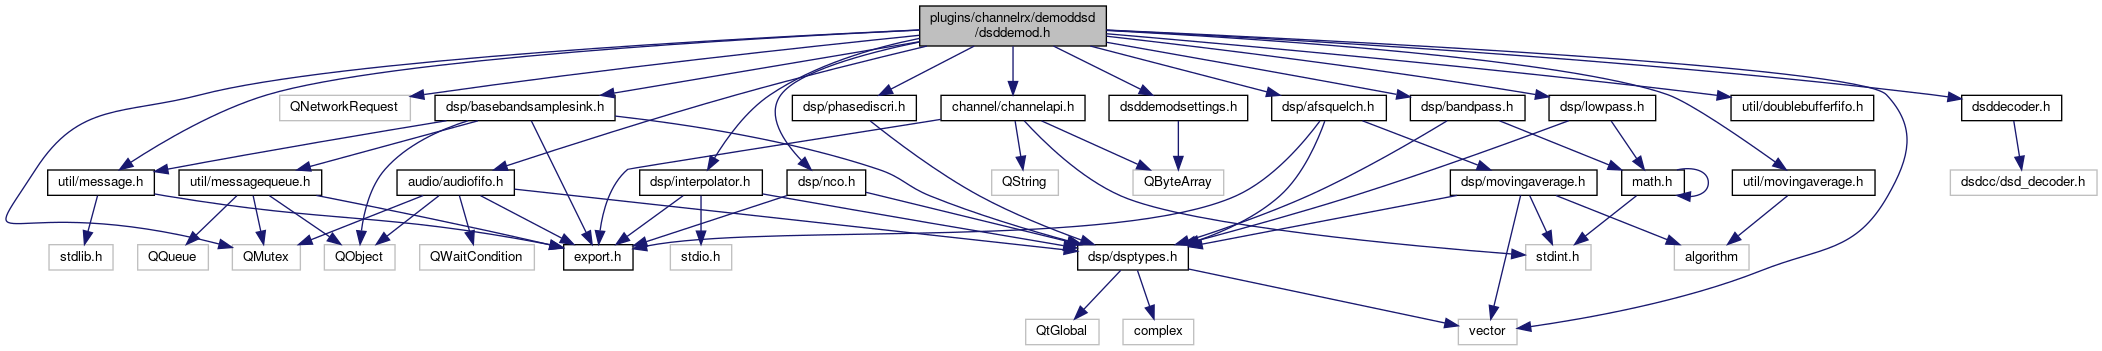 plugins/channelrx/demoddsd
/dsddemod.h
QNetworkRequest
dsp/basebandsamplesink.h
dsp/phasediscri.h
channel/channelapi.h
dsddemodsettings.h
dsp/afsquelch.h
dsp/bandpass.h
dsp/lowpass.h
util/doublebufferfifo.h
dsddecoder.h
util/message.h
util/messagequeue.h
audio/audiofifo.h
dsp/interpolator.h
dsp/nco.h
QString
QByteArray
dsp/movingaverage.h
math.h
util/movingaverage.h
dsdcc/dsd_decoder.h
stdlib.h
QQueue
QMutex
QObject
QWaitCondition
export.h
stdio.h
dsp/dsptypes.h
stdint.h
algorithm
QtGlobal
complex
vector